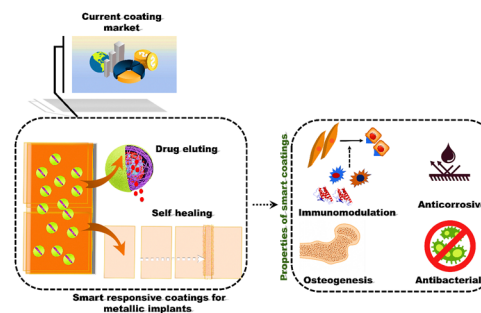 Current coating
market
Drug eluting
Self healing
Smart responsive coatings for
metallic implants
Properties of smart coatings
Immunomodulation
Anticorrosive
Osteogenesis
Antibacterial